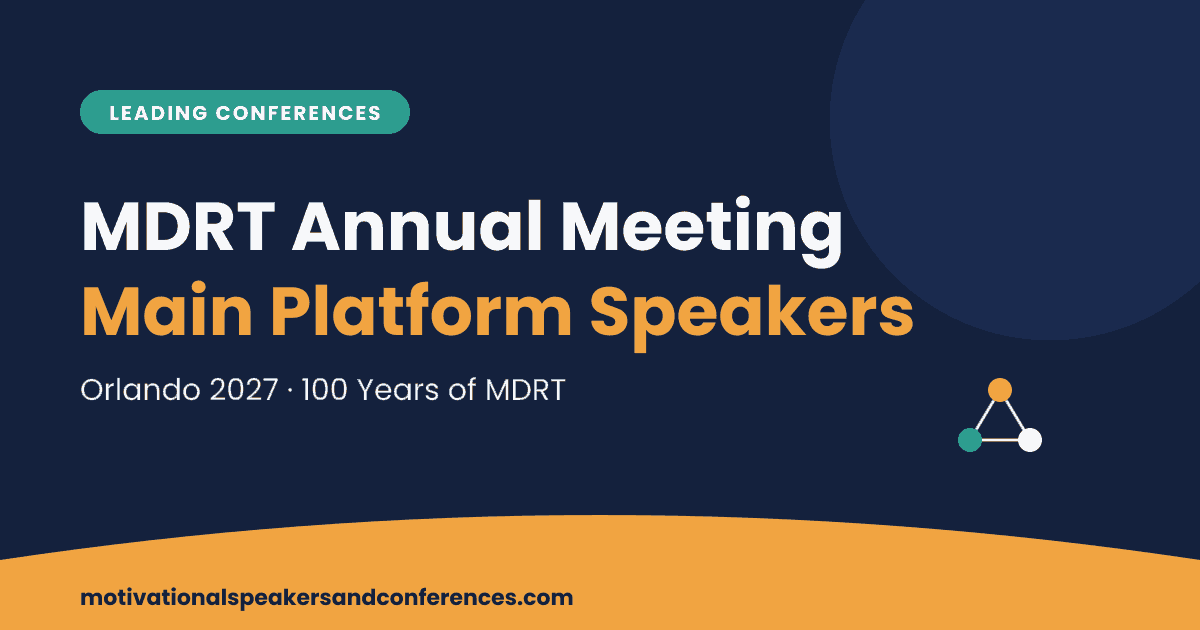 LEADING CONFERENCES
MDRT Annual Meeting
Main Platform Speakers
Orlando 2027 · 100 Years of MDRT
motivationalspeakersandconferences.com